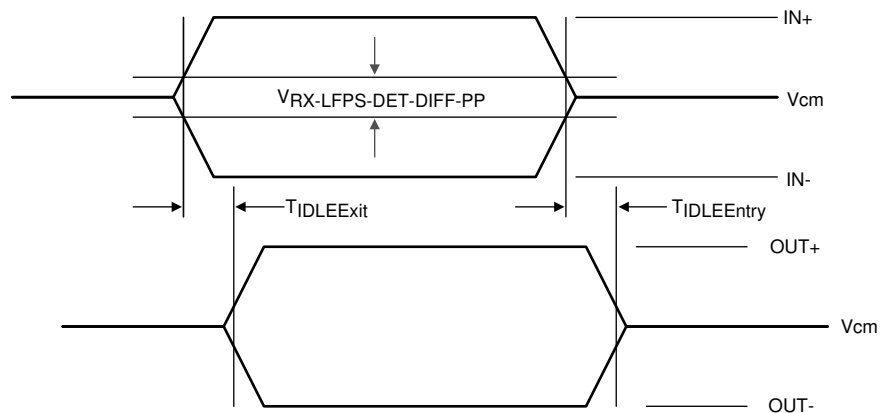 IN+
VRX-LFPS-DET-DIFF-PP
Vcm
IN-
TIDLEExit
TIDLEEntry
OUT+
Vcm
OUT-